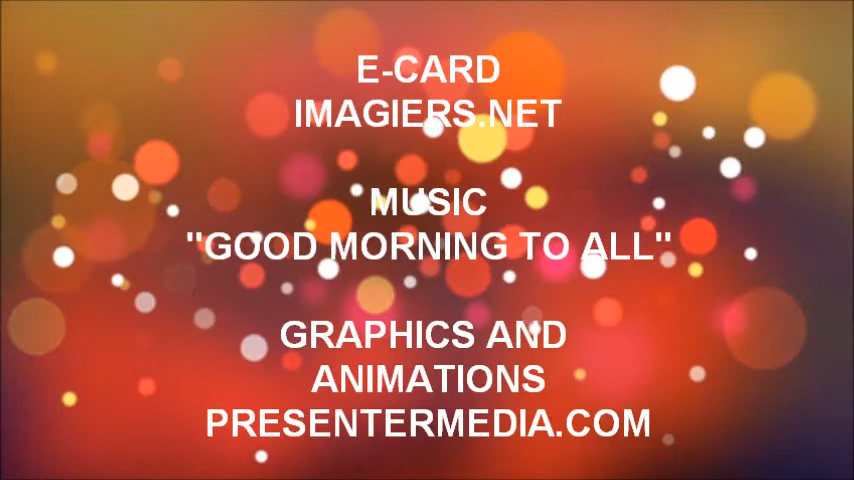 E-CARD
IMAGIERS.NET
MUSIC
"GOOD MORNING TO ALL"
GRAPHICS AND
ANIMATIONS
PRESENTERMEDIA.COM